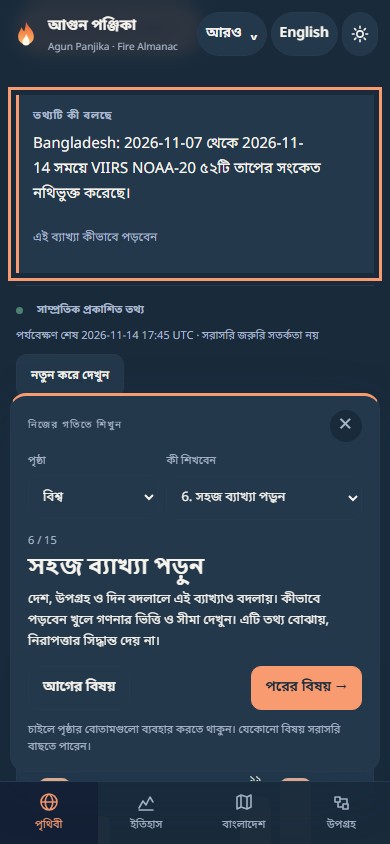 আগুন পঞ্জিকা
Agun Panjika · Fire Almanac
আরও
English
তথ্যটি কী বলছে
Bangladesh: 2026-11-07 থেকে 2026-11-
14 সময়ে VIIRS NOAA-20 ৫২টি তাপের সংকেত
নথিভুক্ত করেছে।
এই ব্যাখ্যা কীভাবে পড়বেন
সাম্প্রতিক প্রকাশিত তথ্য
পর্যবেক্ষণ শেষ 2026-11-14 17:45 UTC · সরাসরি জরুরি সতর্কতা নয়
নতুন করে দেখুন
নিজের গতিতে শিখুন
পৃষ্ঠা
কী শিখবেন
বিশ্ব
6. সহজ ব্যাখ্যা পড়ুন
6 / 15
সহজ ব্যাখ্যা পড়ুন
দেশ, উপগ্রহ ও দিন বদলালে এই ব্যাখ্যাও বদলায়। কীভাবে
পড়বেন খুলে গণনার ভিত্তি ও সীমা দেখুন। এটি তথ্য বোঝায়,
নিরাপত্তার সিদ্ধান্ত দেয় না।
আগের বিষয়
পরের বিষয় →
চাইলে পৃষ্ঠার বোতামগুলো ব্যবহার করতে থাকুন। যেকোনো বিষয় সরাসরি
বাছতে পারেন।
পৃথিবী
ইতিহাস
বাংলাদেশ
উপগ্রহ